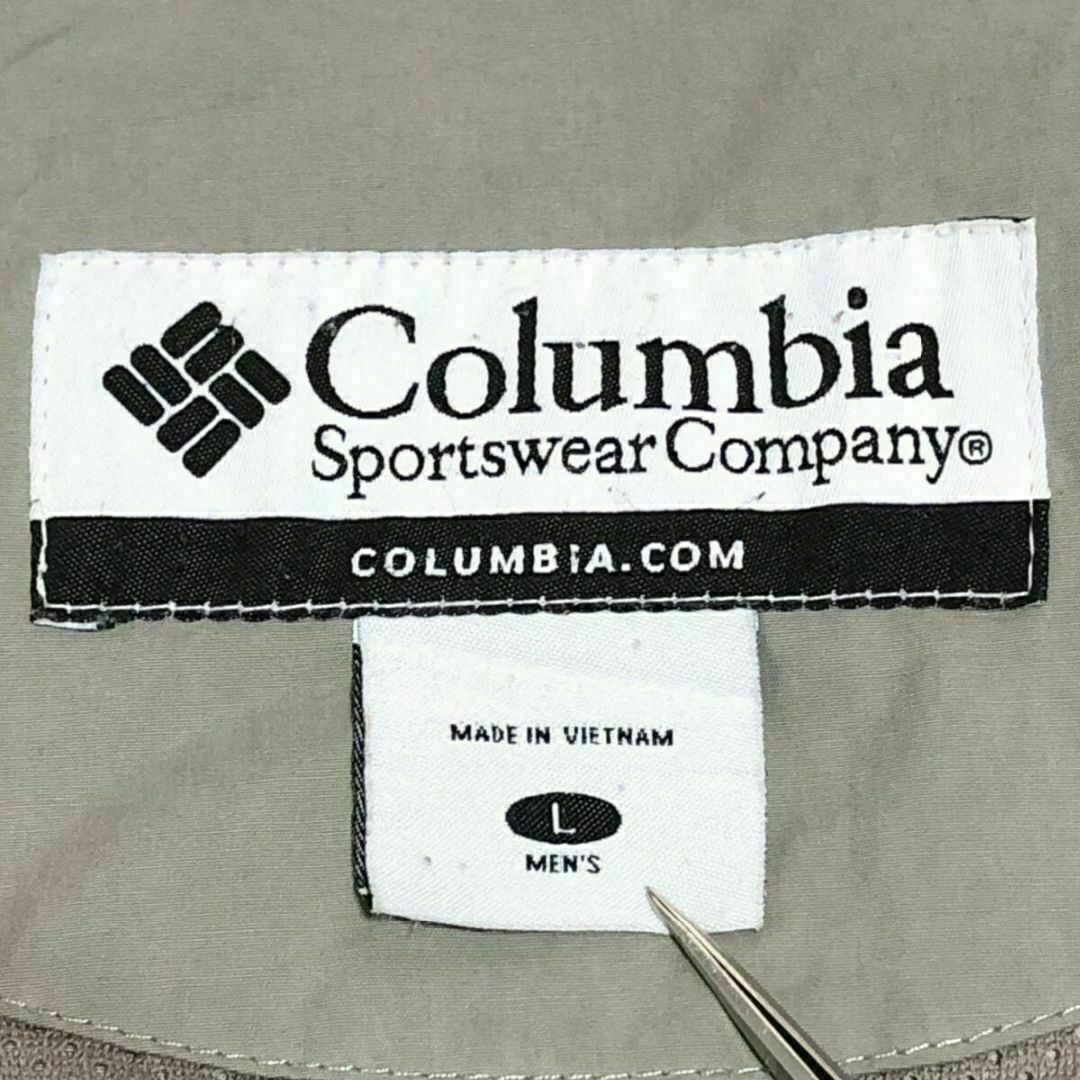 Columbia
Sportswear Company®
COLUMBIA.COM
MADE IN VIETNAM
L
MEN'S